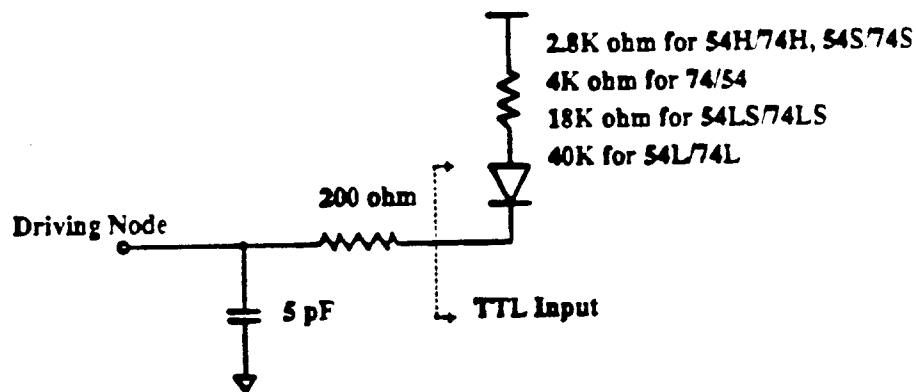 2.8K ohm for 54H/74H, 54S/74S
4K ohm for 74/54
18K ohm for 54LS/74LS
40K for 54L/74L
200 ohm
Driving Node
5 pF
TTL Input